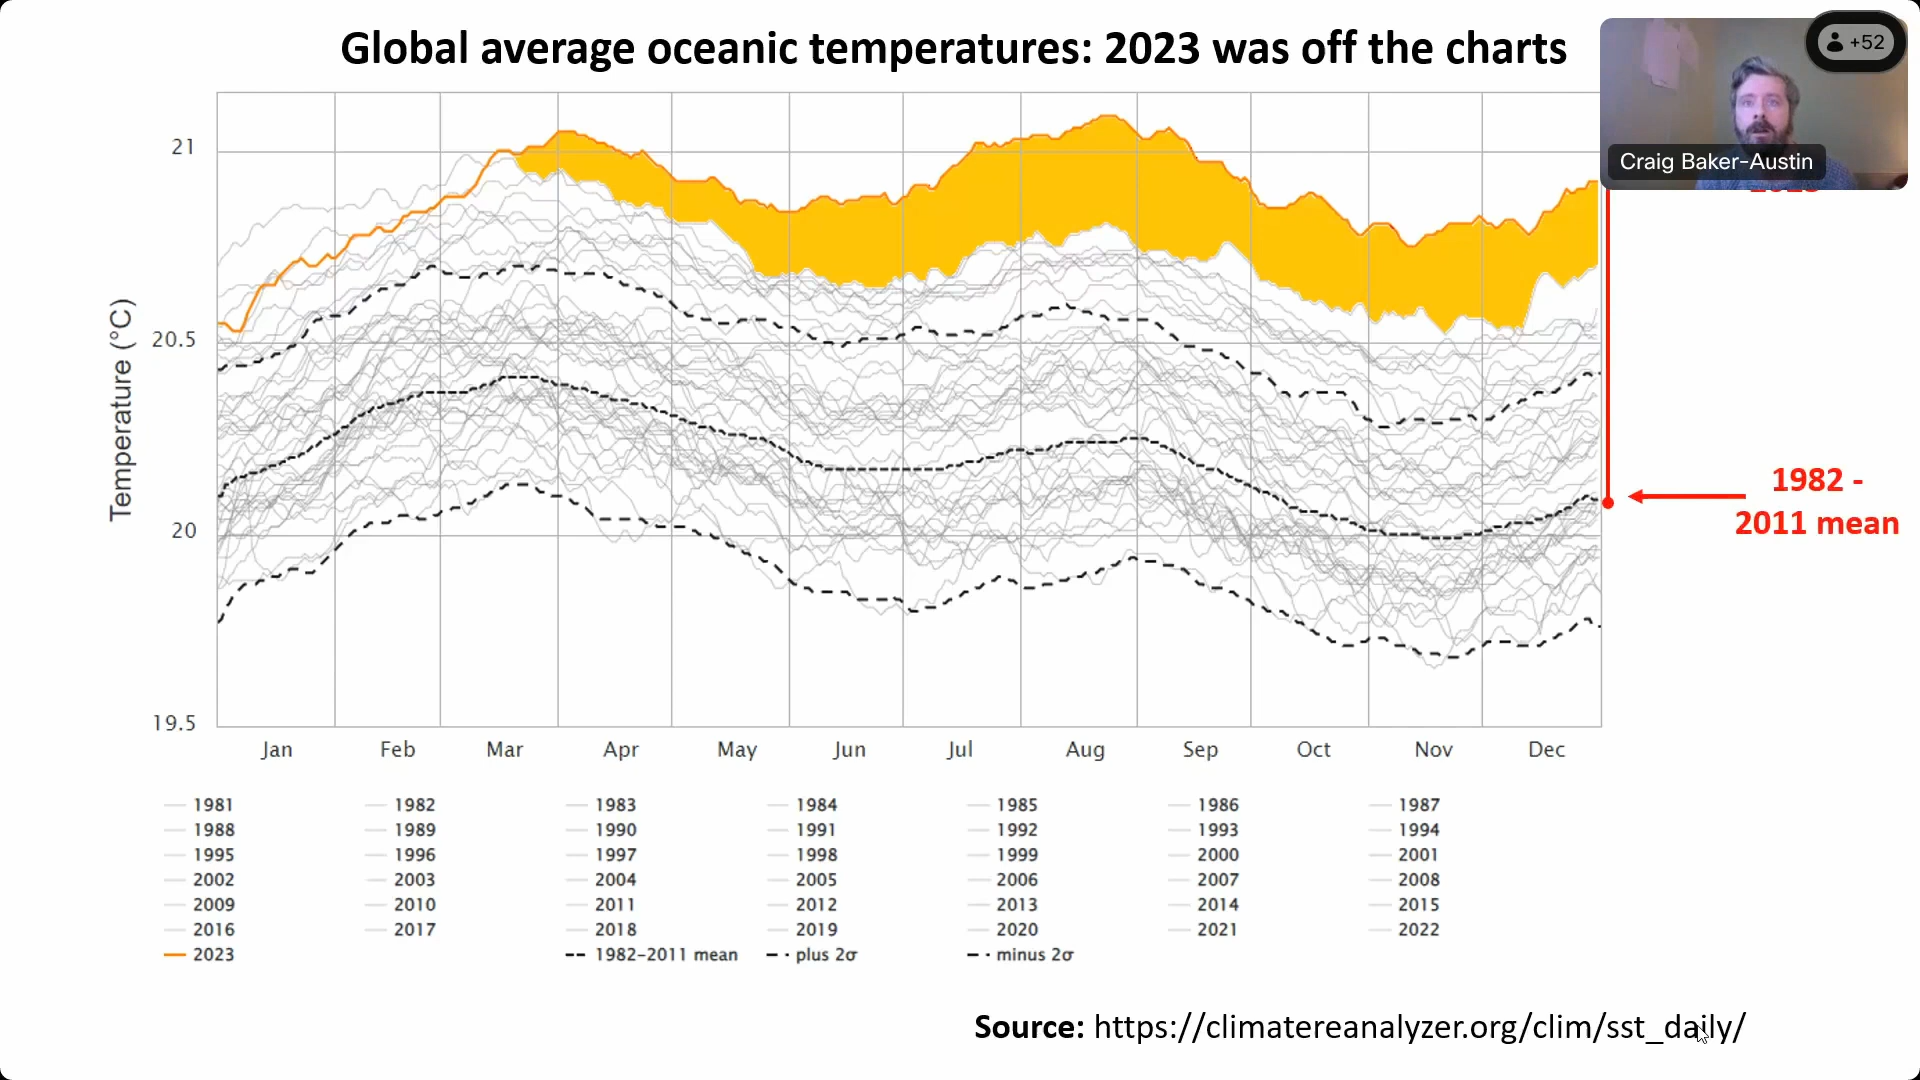 Global average oceanic temperatures: 2023 was off the charts
+52
Craig Baker-Austin
21
20.5
20
19.5
Temperature (°C)
1982 -
2011 mean
Jan Feb Mar Apr May Jun Jul Aug Sep Oct Nov Dec
1981 1982 1983 1984 1985 1986 1987
1988 1989 1990 1991 1992 1993 1994
1995 1996 1997 1998 1999 2000 2001
2002 2003 2004 2005 2006 2007 2008
2009 2010 2011 2012 2013 2014 2015
2016 2017 2018 2019 2020 2021 2022
2023 1982-2011 mean plus 2σ minus 2σ
Source: https://climatereanalyzer.org/clim/sst_daily/